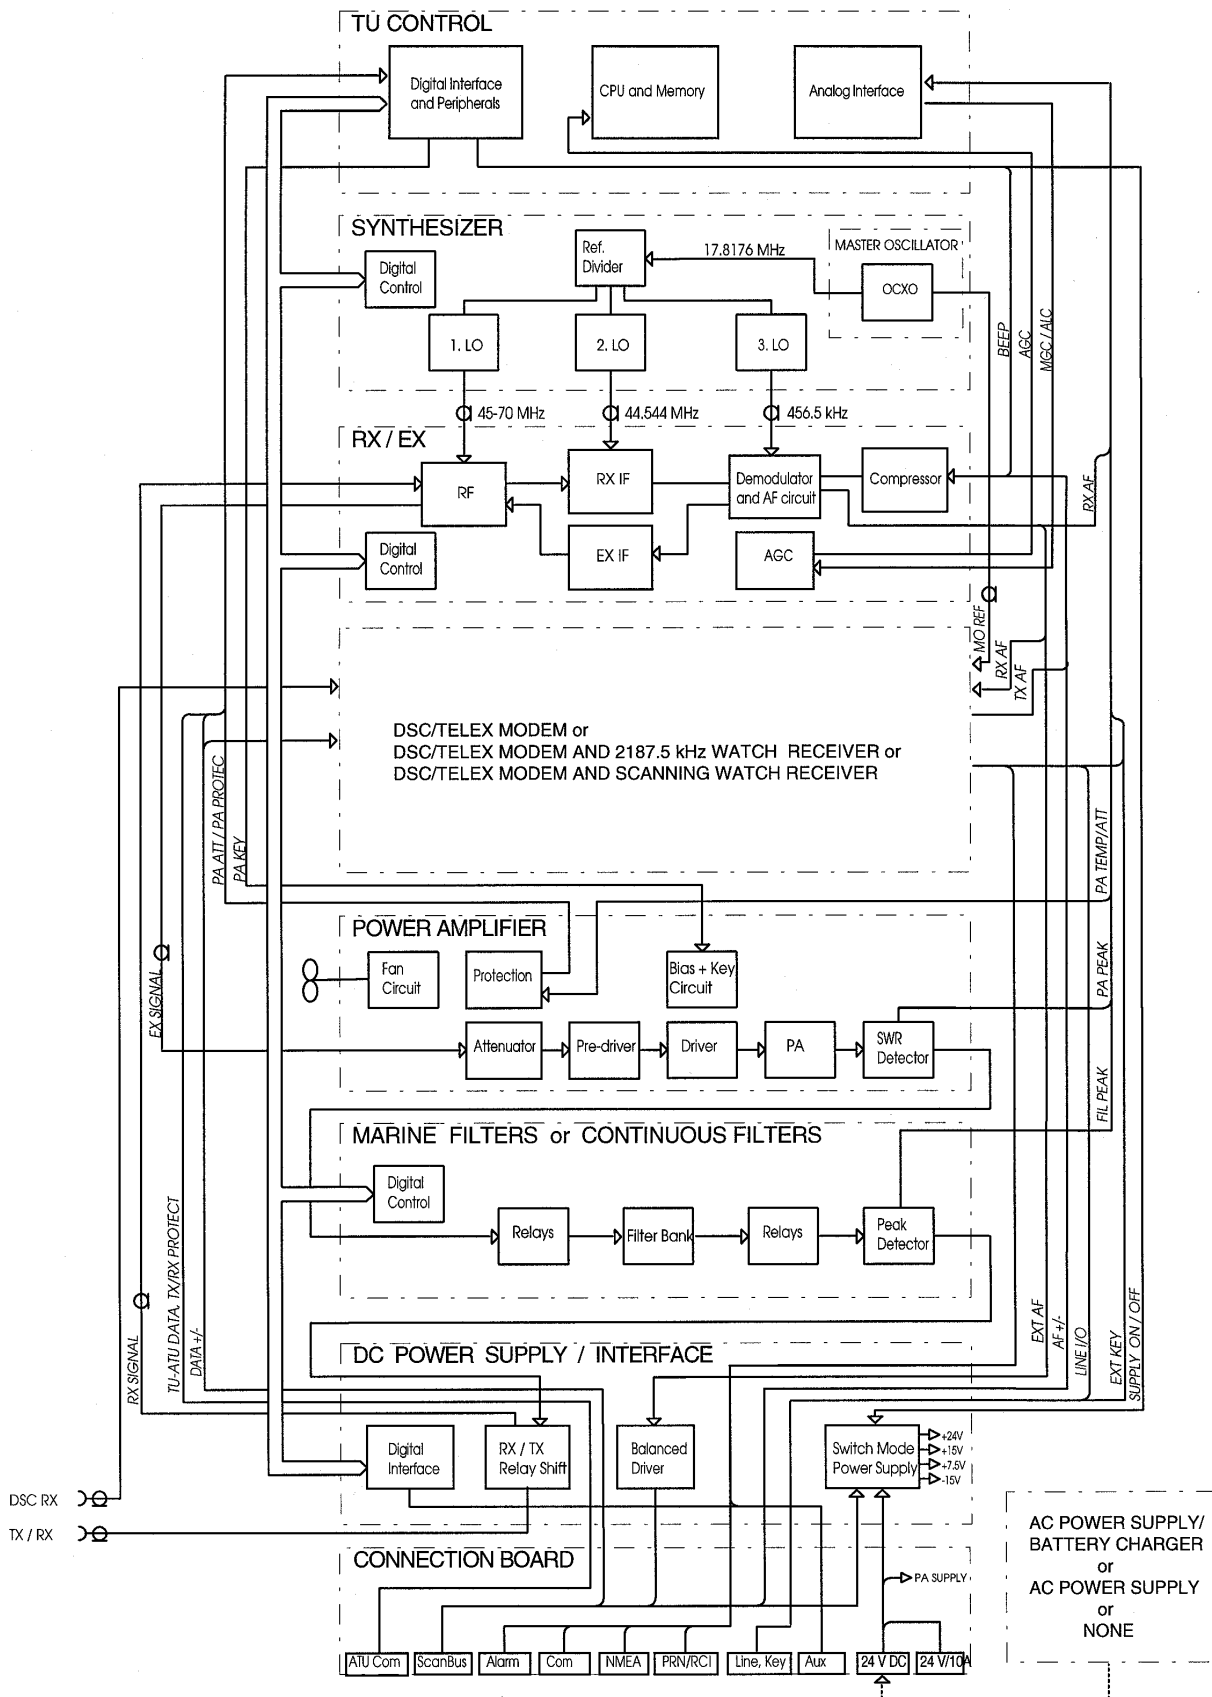 TU CONTROL
Digital Interface
and Peripherals
CPU and Memory
Analog Interface
SYNTHESIZER
Digital
Control
Ref.
Divider
17.8176 MHz
MASTER OSCILLATOR
OCXO
1. LO
2. LO
3. LO
BEEP
AGC
MGC / ALC
45-70 MHz
44.544 MHz
456.5 kHz
RX / EX
RF
RX IF
Demodulator
and AF circuit
Compressor
RX AF
Digital
Control
EX IF
AGC
MO REF
RX AF
TX AF
DSC/TELEX MODEM or
DSC/TELEX MODEM AND 2187.5 kHz WATCH RECEIVER or
DSC/TELEX MODEM AND SCANNING WATCH RECEIVER
PA ATT / PA PROTEC
PA KEY
PA TEMP/ATT
POWER AMPLIFIER
Fan
Circuit
Protection
Bias + Key
Circuit
PA PEAK
EX SIGNAL
Attenuator
Pre-driver
Driver
PA
SWR
Detector
FIL PEAK
MARINE FILTERS or CONTINUOUS FILTERS
Digital
Control
Relays
Filter Bank
Relays
Peak
Detector
RX SIGNAL
TU-ATU DATA, TX/RX PROTECT
DATA +/-
EXT AF
AF +/-
LINE I/O
EXT KEY
SUPPLY ON / OFF
DC POWER SUPPLY / INTERFACE
Digital
Interface
RX / TX
Relay Shift
Balanced
Driver
Switch Mode
Power Supply
+24V
+15V
+7.5V
-15V
DSC RX
TX / RX
CONNECTION BOARD
PA SUPPLY
ATU Com
ScanBus
Alarm
Com
NMEA
PRN/RCI
Line, Key
Aux
24 V DC
24 V/10A
AC POWER SUPPLY/
BATTERY CHARGER
or
AC POWER SUPPLY
or
NONE